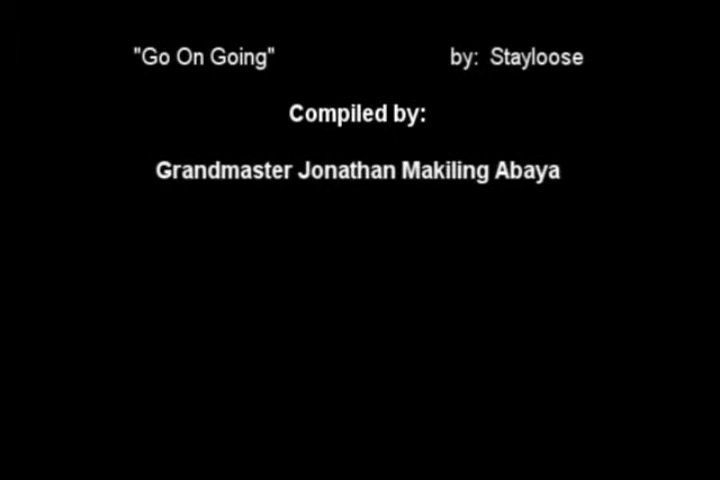 "Go On Going" by: Stayloose
Compiled by:
Grandmaster Jonathan Makiling Abaya